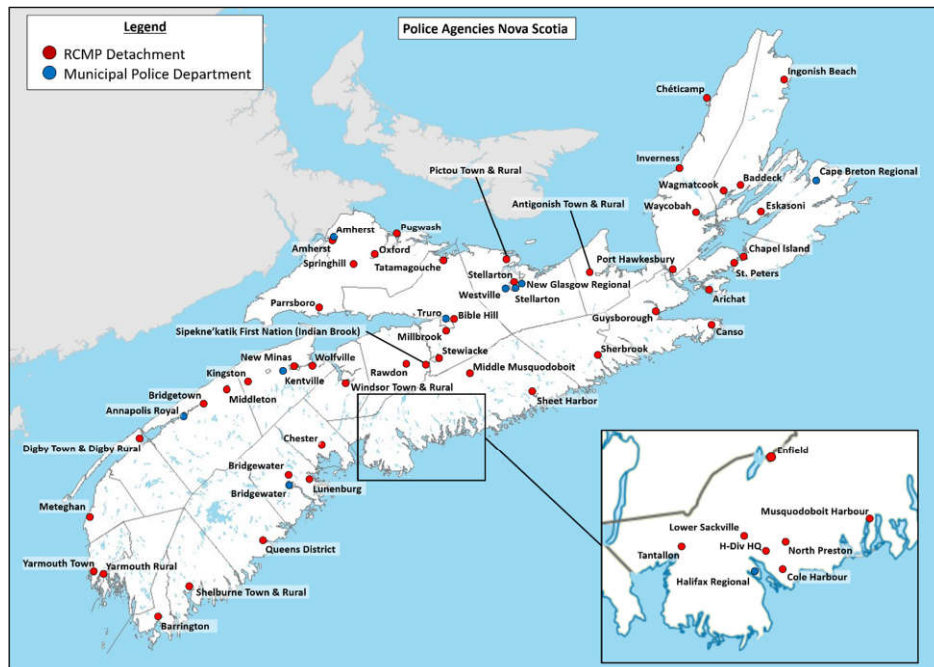 Police Agencies Nova Scotia
Legend
RCMP Detachment
Municipal Police Department
Ingonish Beach
Chéticamp
Inverness
Baddeck
Cape Breton Regional
Wagmatcook
Pictou Town & Rural
Waycobah
Eskasoni
Antigonish Town & Rural
Amherst
Pugwash
Amherst
Oxford
Chapel Island
Springhill
Tatamagouche
Stellarton
Port Hawkesbury
St. Peters
New Glasgow Regional
Westville
Stellarton
Arichat
Parrsboro
Truro
Bible Hill
Guysborough
Sipekne'katik First Nation (Indian Brook)
Millbrook
Canso
New Minas
Wolfville
Stewiacke
Sherbrook
Kingston
Kentville
Rawdon
Middle Musquodoboit
Bridgetown
Middleton
Windsor Town & Rural
Sheet Harbor
Annapolis Royal
Digby Town & Digby Rural
Chester
Bridgewater
Enfield
Bridgewater
Lunenburg
Meteghan
Musquodoboit Harbour
Lower Sackville
H-Div HQ
Queens District
Tantallon
North Preston
Yarmouth Town
Yarmouth Rural
Halifax Regional
Cole Harbour
Shelburne Town & Rural
Barrington